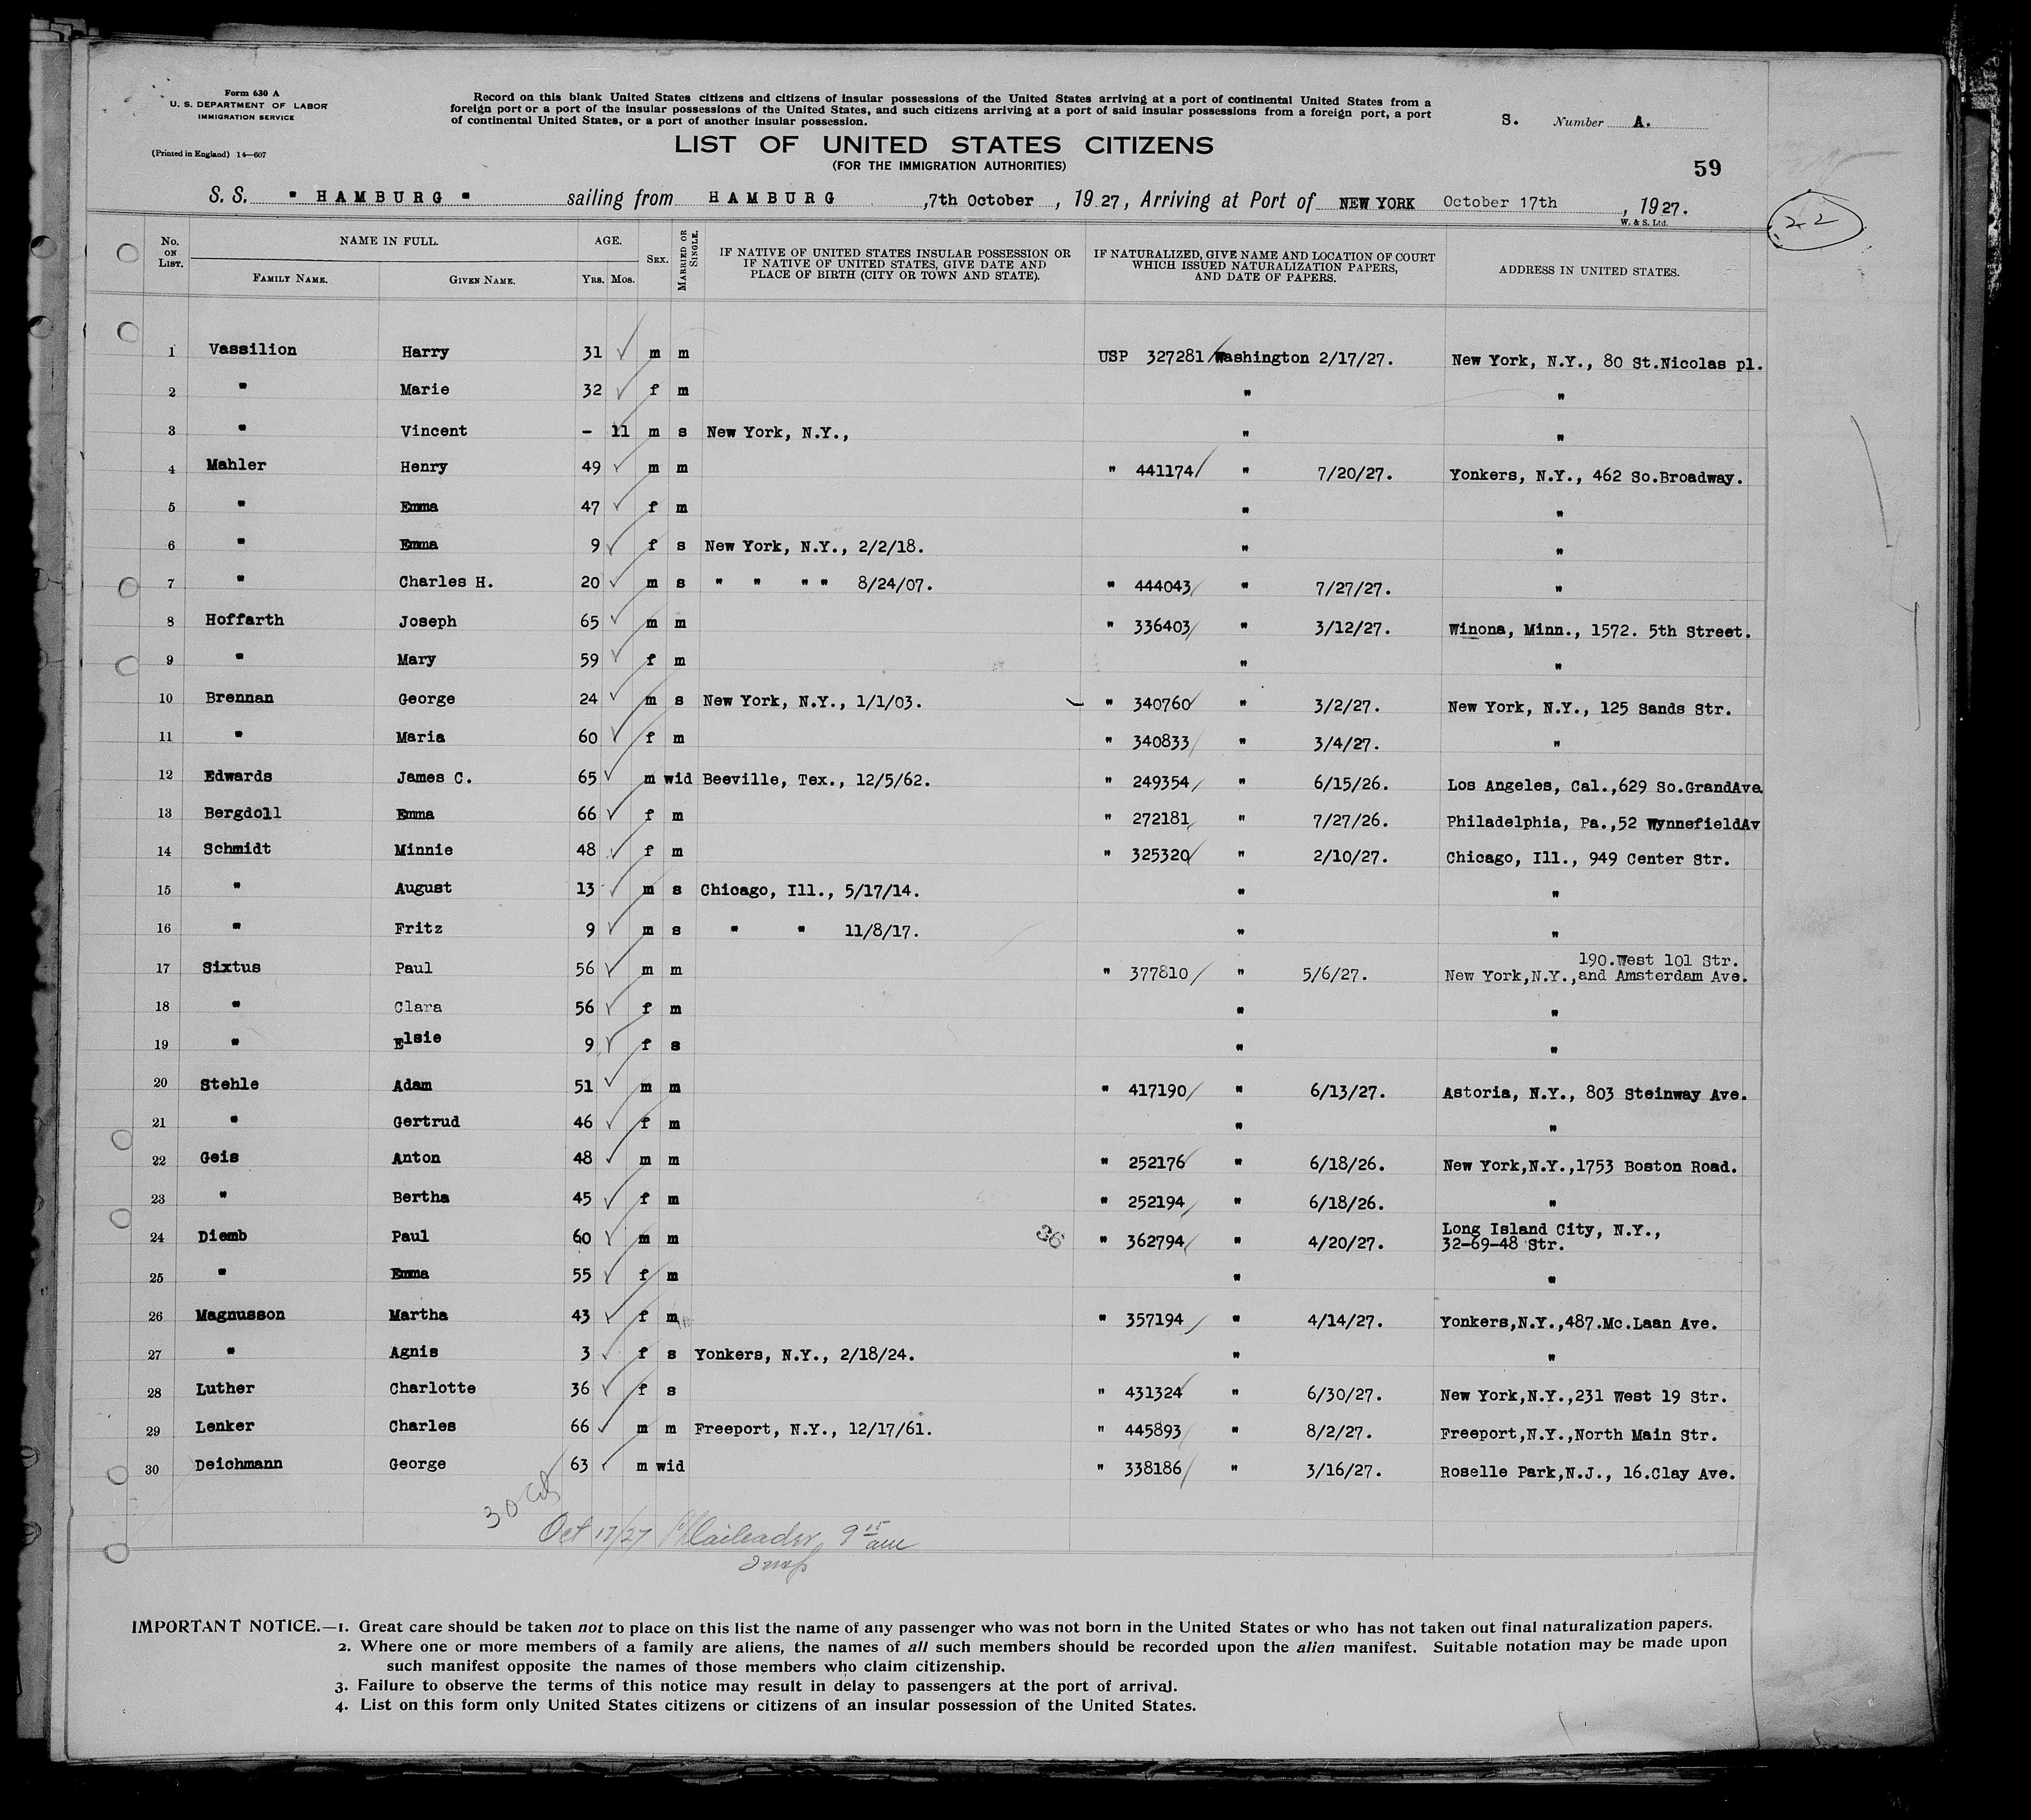 Form 630 A
U. S. DEPARTMENT OF LABOR
IMMIGRATION SERVICE
(Printed in England) 14—607
Record on this blank United States citizens and citizens of insular possessions of the United States arriving at a port of continental United States from a
foreign port or a port of the insular possessions of the United States, and such citizens arriving at a port of said insular possessions from a foreign port, a port
of continental United States, or a port of another insular possession.
S. Number A.
LIST OF UNITED STATES CITIZENS
(FOR THE IMMIGRATION AUTHORITIES)
59
S. S. " HAMBURG " sailing from HAMBURG ,7th October , 1927, Arriving at Port of NEW YORK October 17th , 1927.
W. & S. Ltd.
22
No. ON LIST. NAME IN FULL. FAMILY NAME. GIVEN NAME. AGE. YRS. MOS. SEX. MARRIED OR SINGLE. IF NATIVE OF UNITED STATES INSULAR POSSESSION OR IF NATIVE OF UNITED STATES, GIVE DATE AND PLACE OF BIRTH (CITY OR TOWN AND STATE). IF NATURALIZED, GIVE NAME AND LOCATION OF COURT WHICH ISSUED NATURALIZATION PAPERS, AND DATE OF PAPERS. ADDRESS IN UNITED STATES.
1 Vassilion Harry 31 m m USP 327281 Washington 2/17/27. New York, N.Y., 80 St.Nicolas pl.
2 " Marie 32 f m " "
3 " Vincent - 11 m s New York, N.Y., " "
4 Mahler Henry 49 m m " 441174 " 7/20/27. Yonkers, N.Y., 462 So.Broadway.
5 " Emma 47 f m " "
6 " Emma 9 f s New York, N.Y., 2/2/18. " "
7 " Charles H. 20 m s " " " " 8/24/07. " 444043 " 7/27/27. "
8 Hoffarth Joseph 65 m m " 336403 " 3/12/27. Winona, Minn., 1572. 5th Street.
9 " Mary 59 f m " "
10 Brennan George 24 m s New York, N.Y., 1/1/03. " 340760 " 3/2/27. New York, N.Y., 125 Sands Str.
11 " Maria 60 f m " 340833 " 3/4/27. "
12 Edwards James C. 65 m wid Beeville, Tex., 12/5/62. " 249354 " 6/15/26. Los Angeles, Cal.,629 So.GrandAve
13 Bergdoll Emma 66 f m " 272181 " 7/27/26. Philadelphia, Pa.,52 WynnefieldAv
14 Schmidt Minnie 48 f m " 325320 " 2/10/27. Chicago, Ill., 949 Center Str.
15 " August 13 m s Chicago, Ill., 5/17/14. " "
16 " Fritz 9 m s " " 11/8/17. " "
17 Sixtus Paul 56 m m " 377810 " 5/6/27. 190.West 101 Str.
New York,N.Y.,and Amsterdam Ave.
18 " Clara 56 f m " "
19 " Elsie 9 f s " "
20 Stehle Adam 51 m m " 417190 " 6/13/27. Astoria, N.Y., 803 Steinway Ave.
21 " Gertrud 46 f m " "
22 Geis Anton 48 m m " 252176 " 6/18/26. New York,N.Y.,1753 Boston Road.
23 " Bertha 45 f m " 252194 " 6/18/26. "
24 Diemb Paul 60 m m 36 " 362794 " 4/20/27. Long Island City, N.Y.,
32-69-48 Str.
25 " Emma 55 f m " "
26 Magnusson Martha 43 f m " 357194 " 4/14/27. Yonkers,N.Y.,487.Mc.Laan Ave.
27 " Agnis 3 f s Yonkers, N.Y., 2/18/24. " "
28 Luther Charlotte 36 f s " 431324 " 6/30/27. New York,N.Y.,231 West 19 Str.
29 Lenker Charles 66 m m Freeport, N.Y., 12/17/61. " 445893 " 8/2/27. Freeport,N.Y.,North Main Str.
30 Deichmann George 63 m wid " 338186 " 3/16/27. Roselle Park,N.J., 16.Clay Ave.
30
Oct 17/27 9 15 am
Insp
IMPORTANT NOTICE.—1. Great care should be taken not to place on this list the name of any passenger who was not born in the United States or who has not taken out final naturalization papers.
2. Where one or more members of a family are aliens, the names of all such members should be recorded upon the alien manifest. Suitable notation may be made upon
such manifest opposite the names of those members who claim citizenship.
3. Failure to observe the terms of this notice may result in delay to passengers at the port of arrival.
4. List on this form only United States citizens or citizens of an insular possession of the United States.